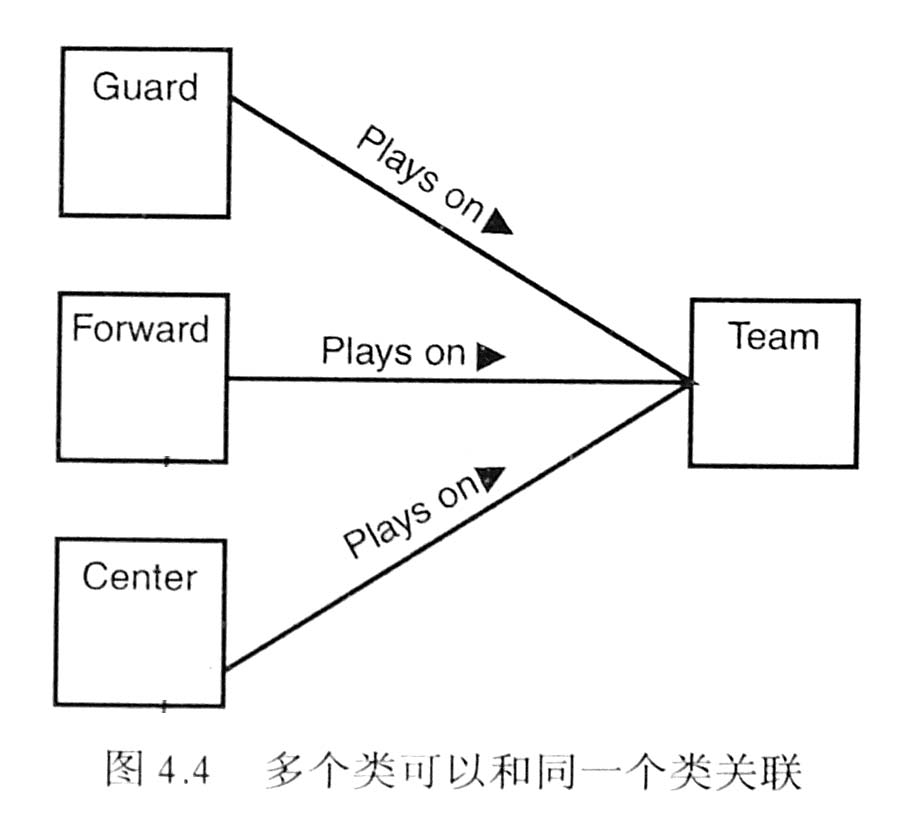 Guard
Plays on ▶
Forward
Plays on ▶
Team
Plays on ▶
Center
图 4.4 多个类可以和同一个类关联